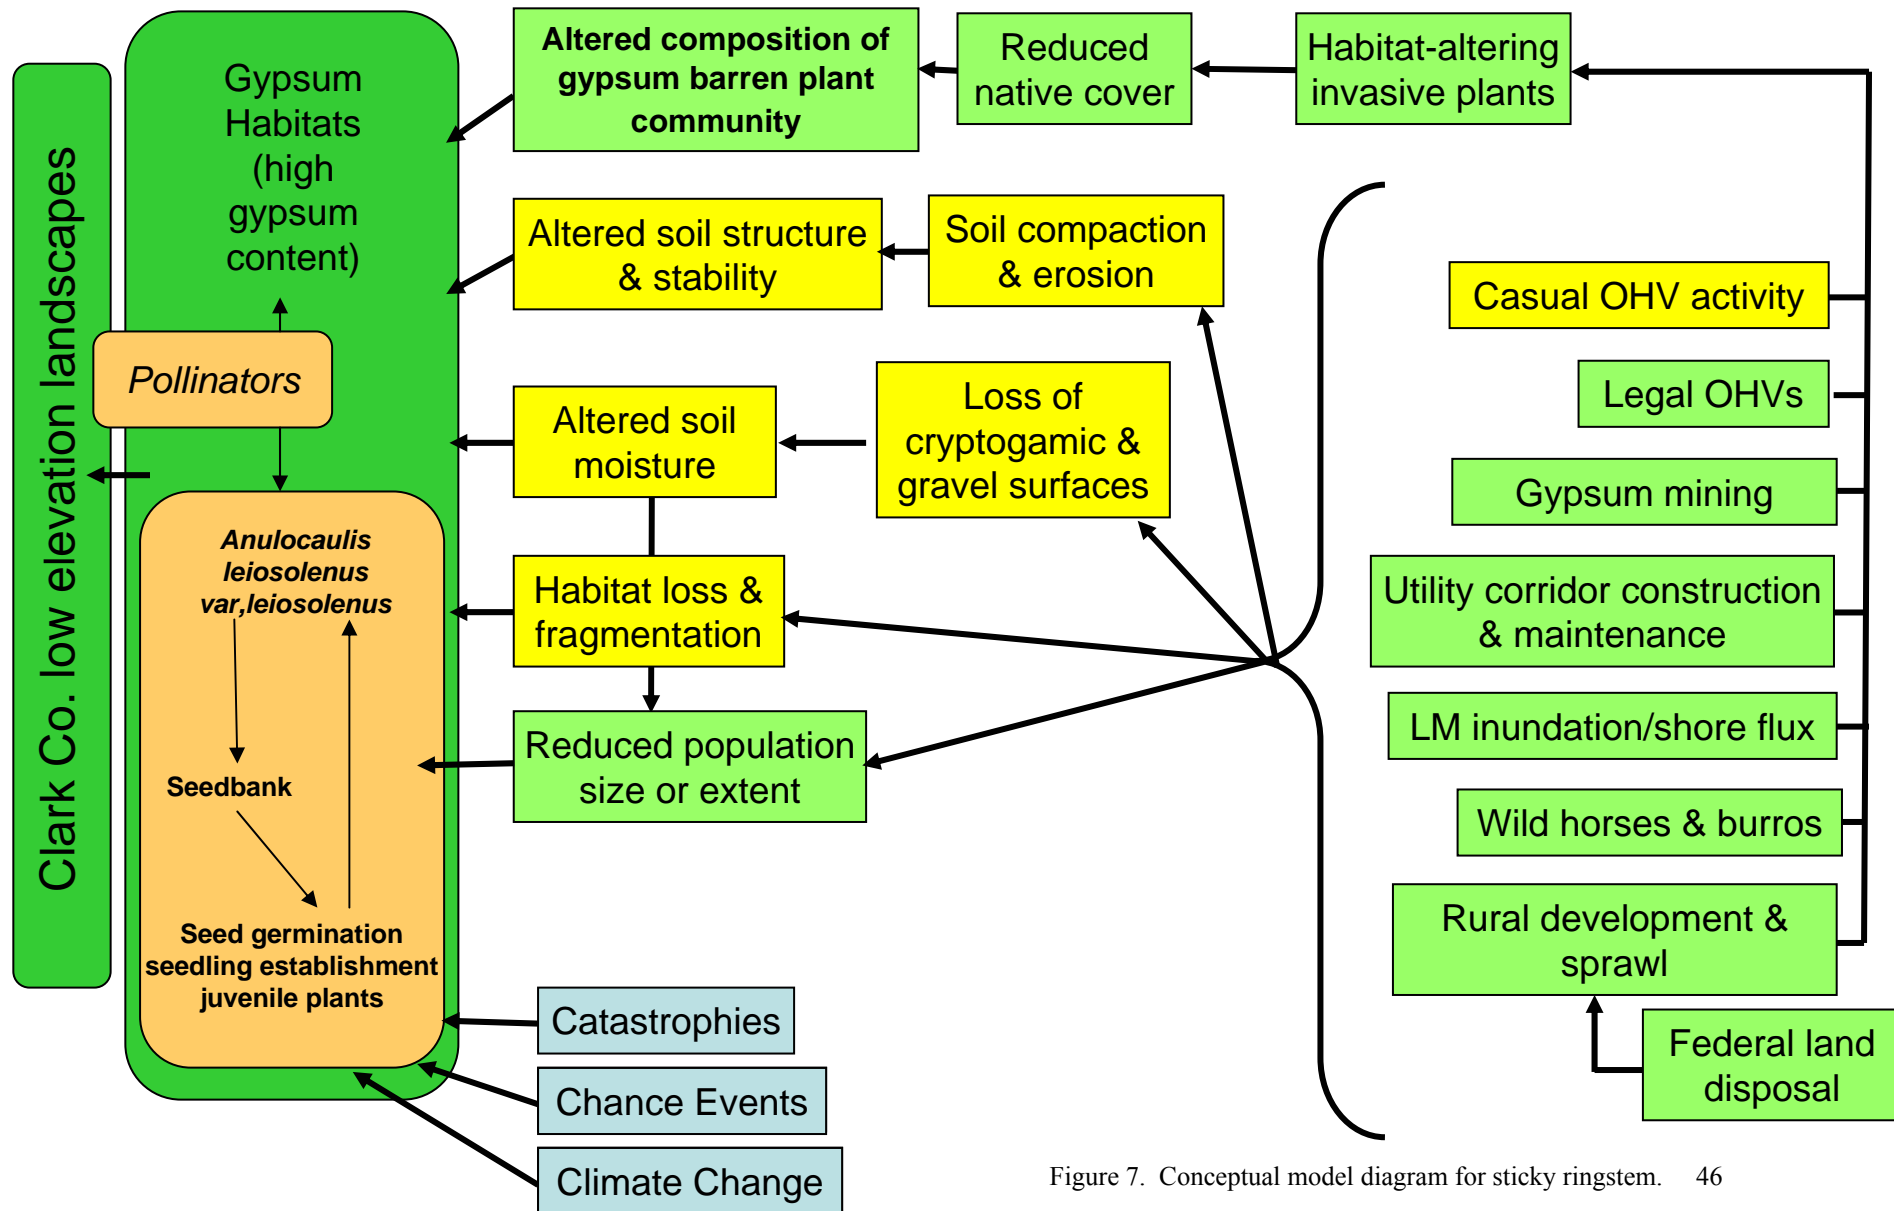 Clark Co. low elevation landscapes
Gypsum
Habitats
(high
gypsum
content)
Pollinators
Anulocaulis
leiosolenus
var,leiosolenus
Seedbank
Seed germination
seedling establishment
juvenile plants
Altered composition of
gypsum barren plant
community
Reduced
native cover
Habitat-altering
invasive plants
Altered soil structure
& stability
Soil compaction
& erosion
Altered soil
moisture
Loss of
cryptogamic &
gravel surfaces
Habitat loss &
fragmentation
Reduced population
size or extent
Catastrophies
Chance Events
Climate Change
Casual OHV activity
Legal OHVs
Gypsum mining
Utility corridor construction
& maintenance
LM inundation/shore flux
Wild horses & burros
Rural development &
sprawl
Federal land
disposal
Figure 7. Conceptual model diagram for sticky ringstem. 46